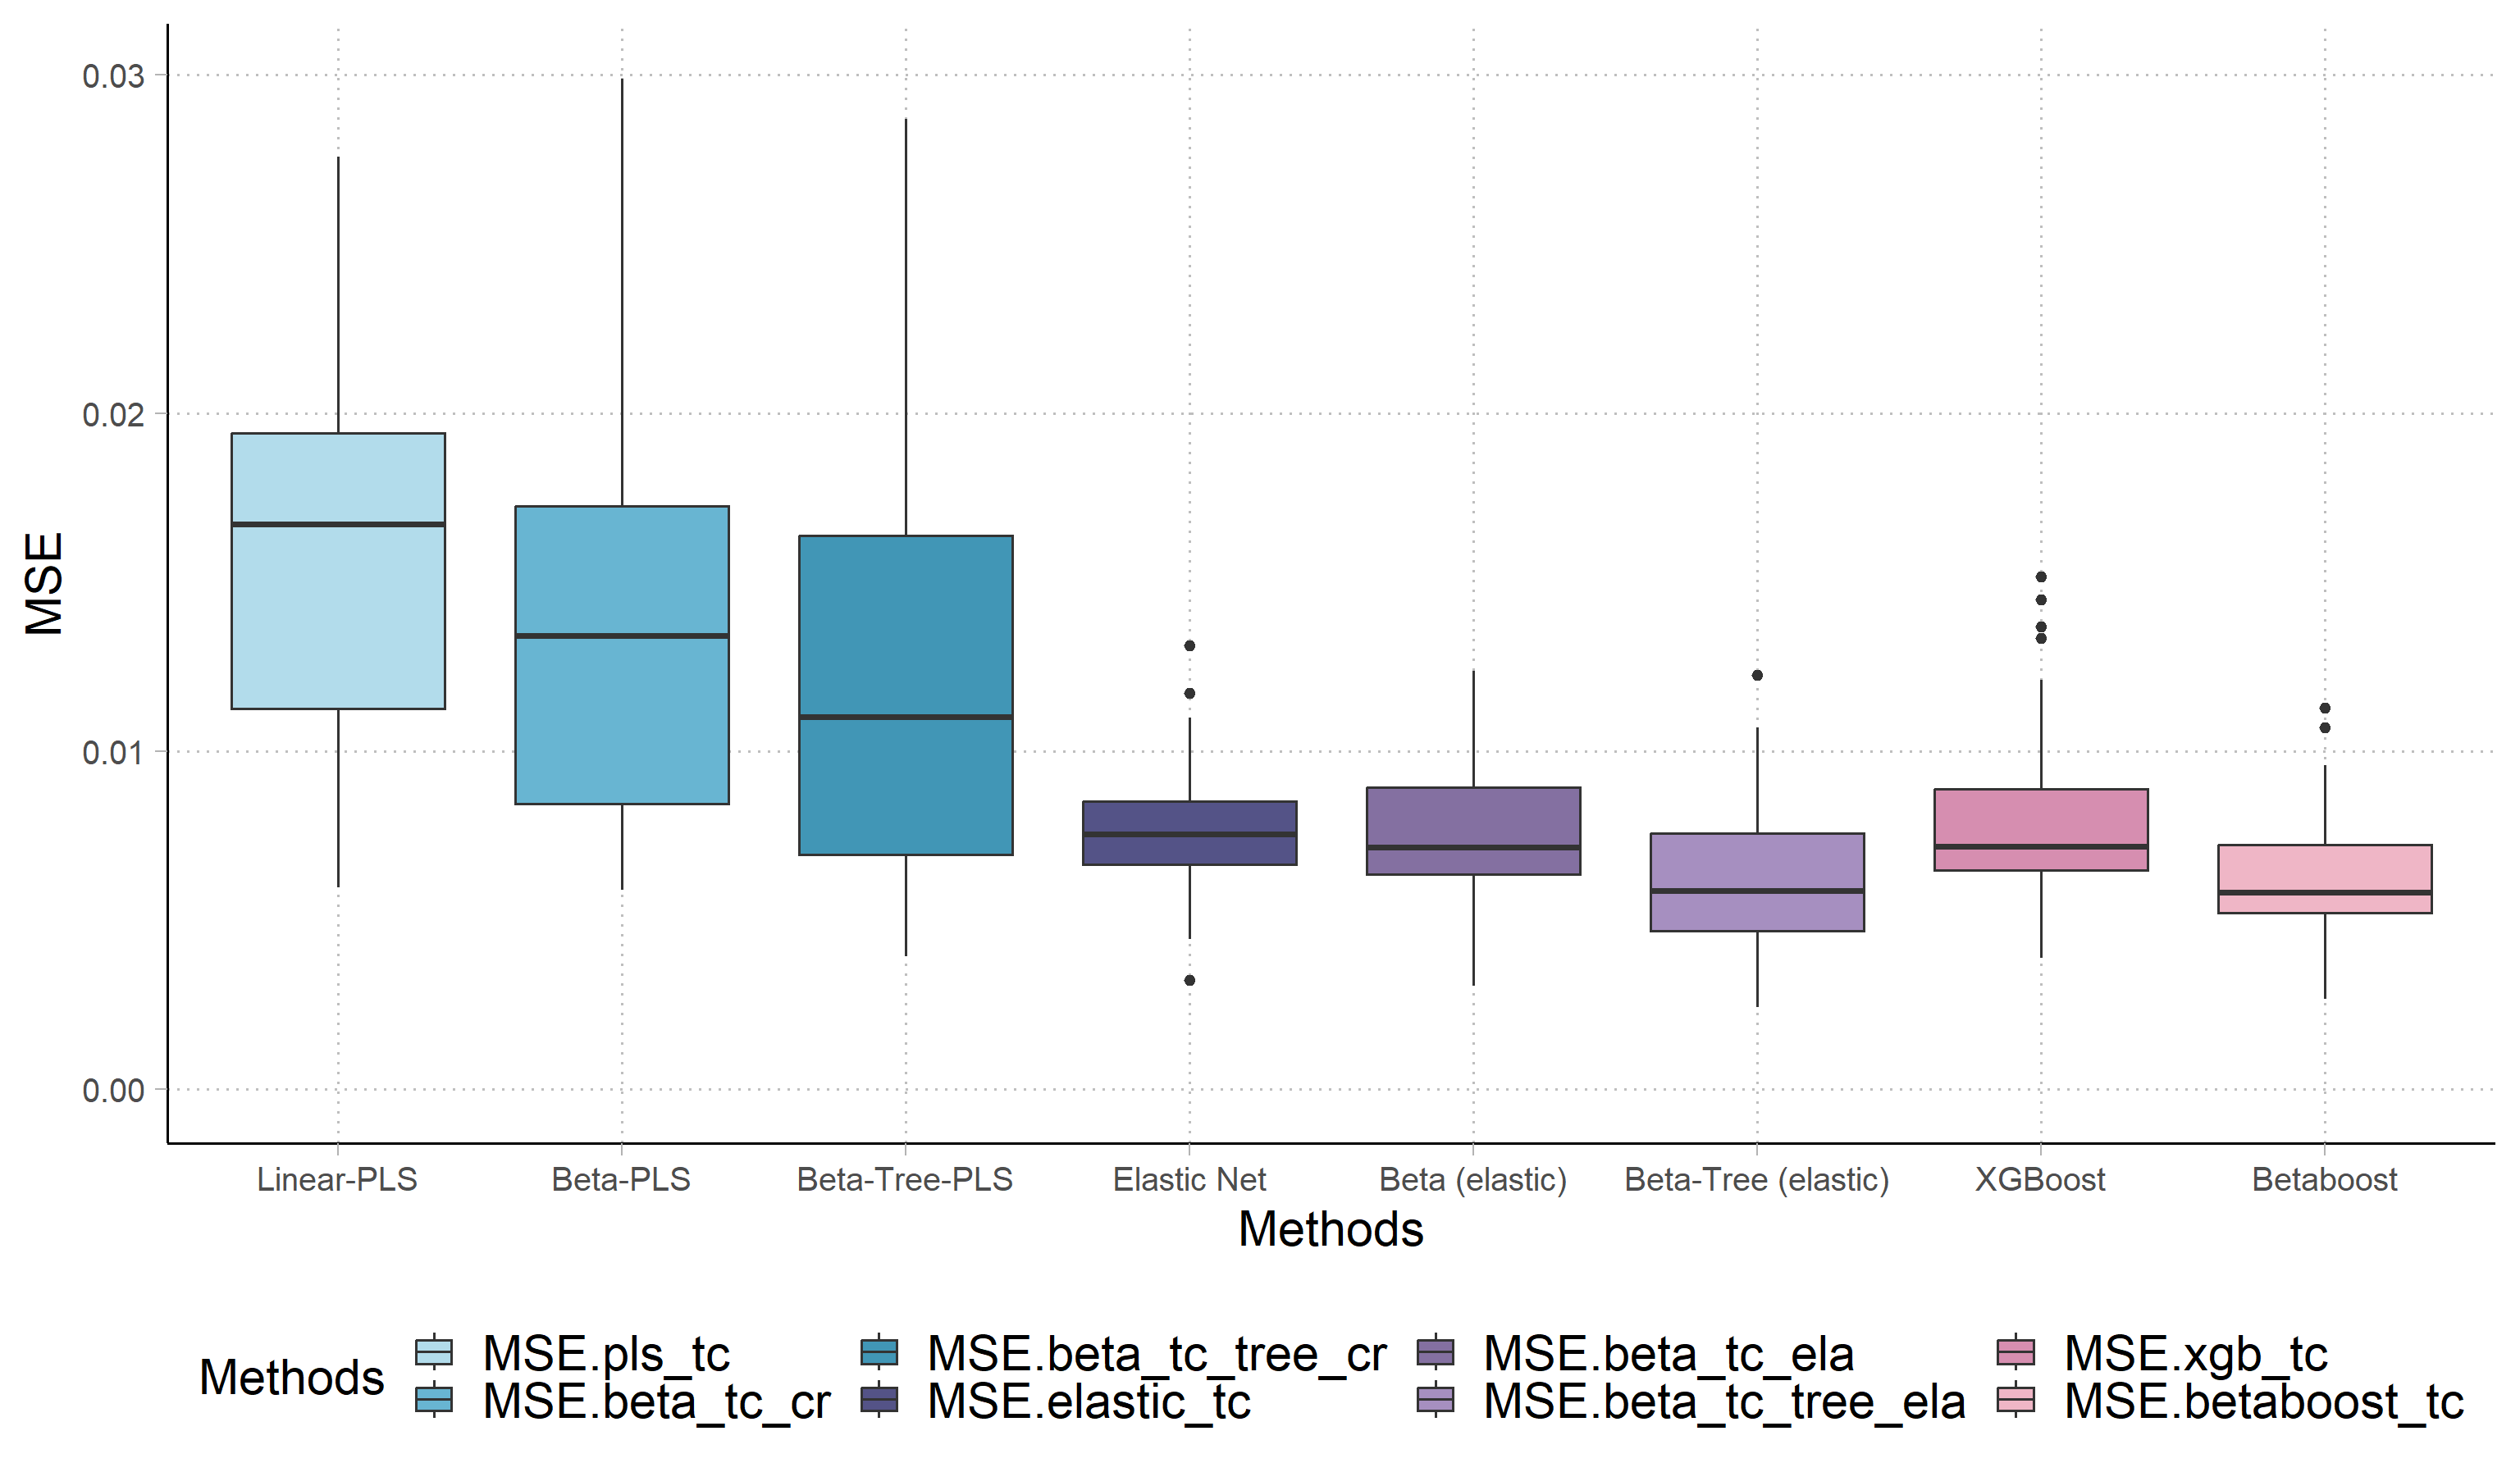 0.03
0.02
0.01
0.00
MSE
Linear-PLS Beta-PLS Beta-Tree-PLS Elastic Net Beta (elastic) Beta-Tree (elastic) XGBoost Betaboost
Methods
Methods
MSE.pls_tc MSE.beta_tc_tree_cr MSE.beta_tc_ela MSE.xgb_tc
MSE.beta_tc_cr MSE.elastic_tc MSE.beta_tc_tree_ela MSE.betaboost_tc